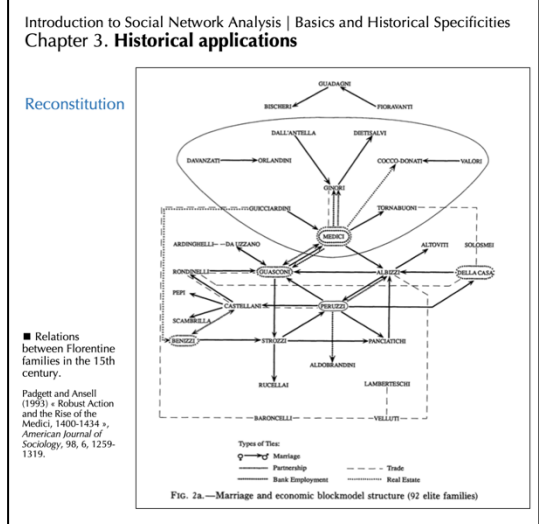 Introduction to Social Network Analysis | Basics and Historical Specificities
Chapter 3. Historical applications
Reconstitution
GUADAGNI
BISCHERI
FIORAVANTI
DALL'ANTELLA
DIETISALVI
DAVANZATI
ORLANDINI
COCCO-DONATI
VALORI
GINORI
GUICCIARDINI
TORNABUONI
MEDICI
ARDINGHELLI
DA UZZANO
ALTOVITI
SOLOSMEI
RONDINELLI
GUASCONI
ALBIZZI
DELLA CASA
PEPI
CASTELLANI
PERUZZI
SCAMBRILLA
BENIZZI
STROZZI
PANCIATICHI
ALDOBRANDINI
RUCELLAI
LAMBERTESCHI
BARONCELLI
VELLUTI
■ Relations
between Florentine
families in the 15th
century.
Padgett and Ansell
(1993) « Robust Action
and the Rise of the
Medici, 1400-1434 »,
American Journal of
Sociology, 98, 6, 1259-
1319.
Types of Ties:
♀ ♂ Marriage
Partnership
Trade
Bank Employment
Real Estate
FIG. 2a.—Marriage and economic blockmodel structure (92 elite families)